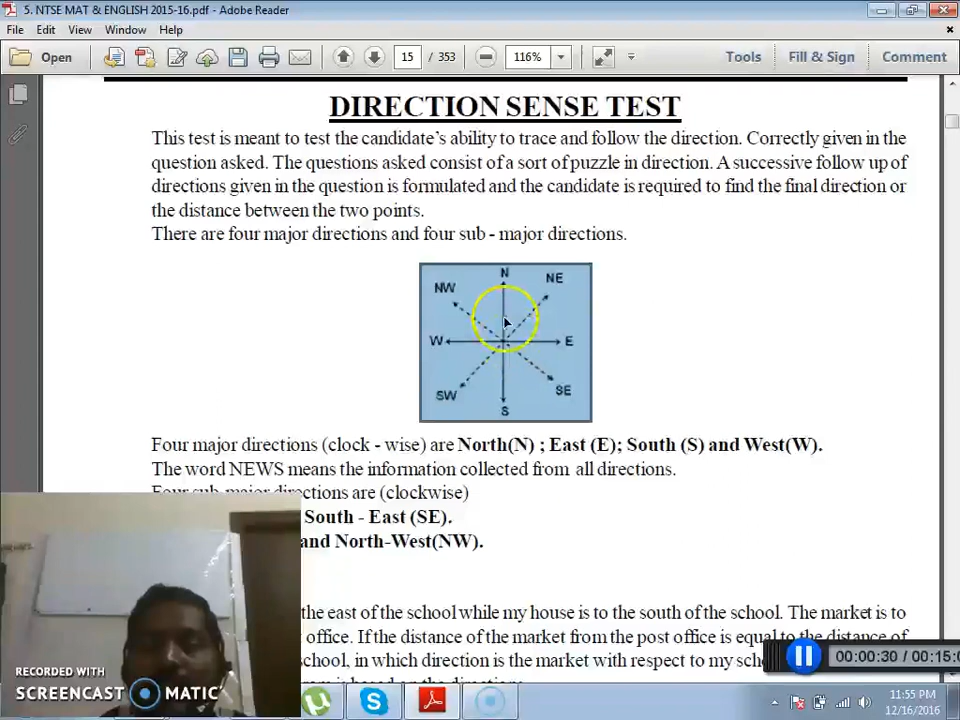 5. NTSE MAT & ENGLISH 2015-16.pdf - Adobe Reader
File Edit View Window Help
Open 15 / 353 116% Tools Fill & Sign Comment
DIRECTION SENSE TEST
This test is meant to test the candidate's ability to trace and follow the direction. Correctly given in the
question asked. The questions asked consist of a sort of puzzle in direction. A successive follow up of
directions given in the question is formulated and the candidate is required to find the final direction or
the distance between the two points.
There are four major directions and four sub - major directions.
N
NW NE
W E
SW SE
S
Four major directions (clock - wise) are North(N) ; East (E); South (S) and West(W).
The word NEWS means the information collected from all directions.
Four sub-major directions are (clockwise)
South - East (SE).
and North-West(NW).
the east of the school while my house is to the south of the school. The market is to
office. If the distance of the market from the post office is equal to the distance of
school, in which direction is the market with respect to my
RECORDED WITH
SCREENCAST MATIC
00:00:30 / 00:15:0
11:55 PM
12/16/2016